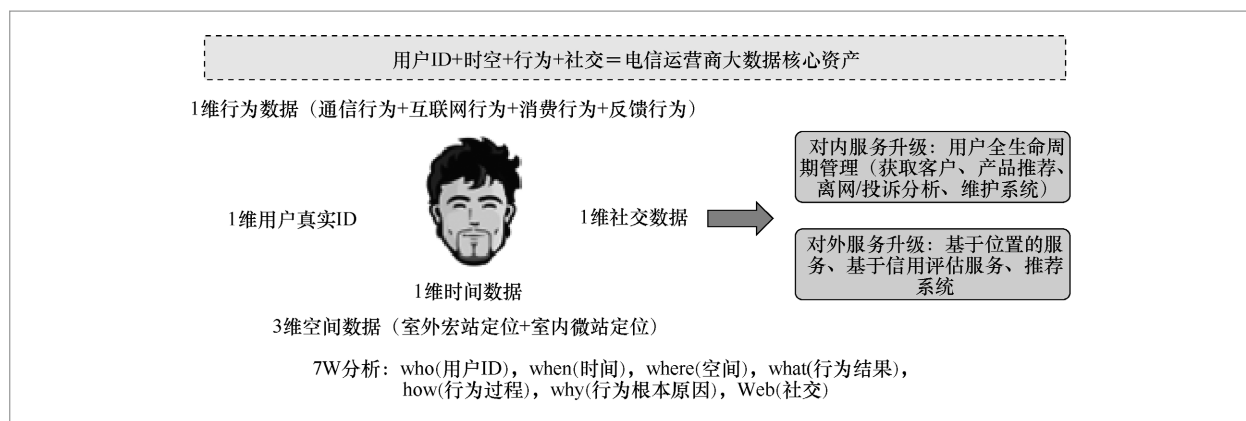 用户ID+时空+行为+社交＝电信运营商大数据核心资产
1维行为数据（通信行为+互联网行为+消费行为+反馈行为）
1维用户真实ID
1维社交数据
1维时间数据
3维空间数据（室外宏站定位+室内微站定位）
对内服务升级：用户全生命周
期管理（获取客户、产品推荐、
离网/投诉分析、维护系统）
对外服务升级：基于位置的服
务、基于信用评估服务、推荐
系统
7W分析：who(用户ID)，when(时间)，where(空间)，what(行为结果)，
how(行为过程)，why(行为根本原因)，Web(社交)